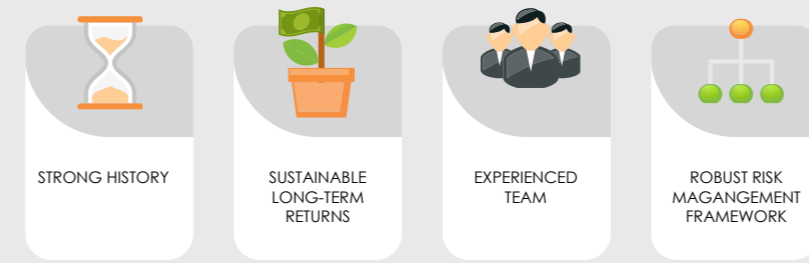 STRONG HISTORY
SUSTAINABLE
LONG-TERM
RETURNS
EXPERIENCED
TEAM
ROBUST RISK
MAGANGEMENT
FRAMEWORK